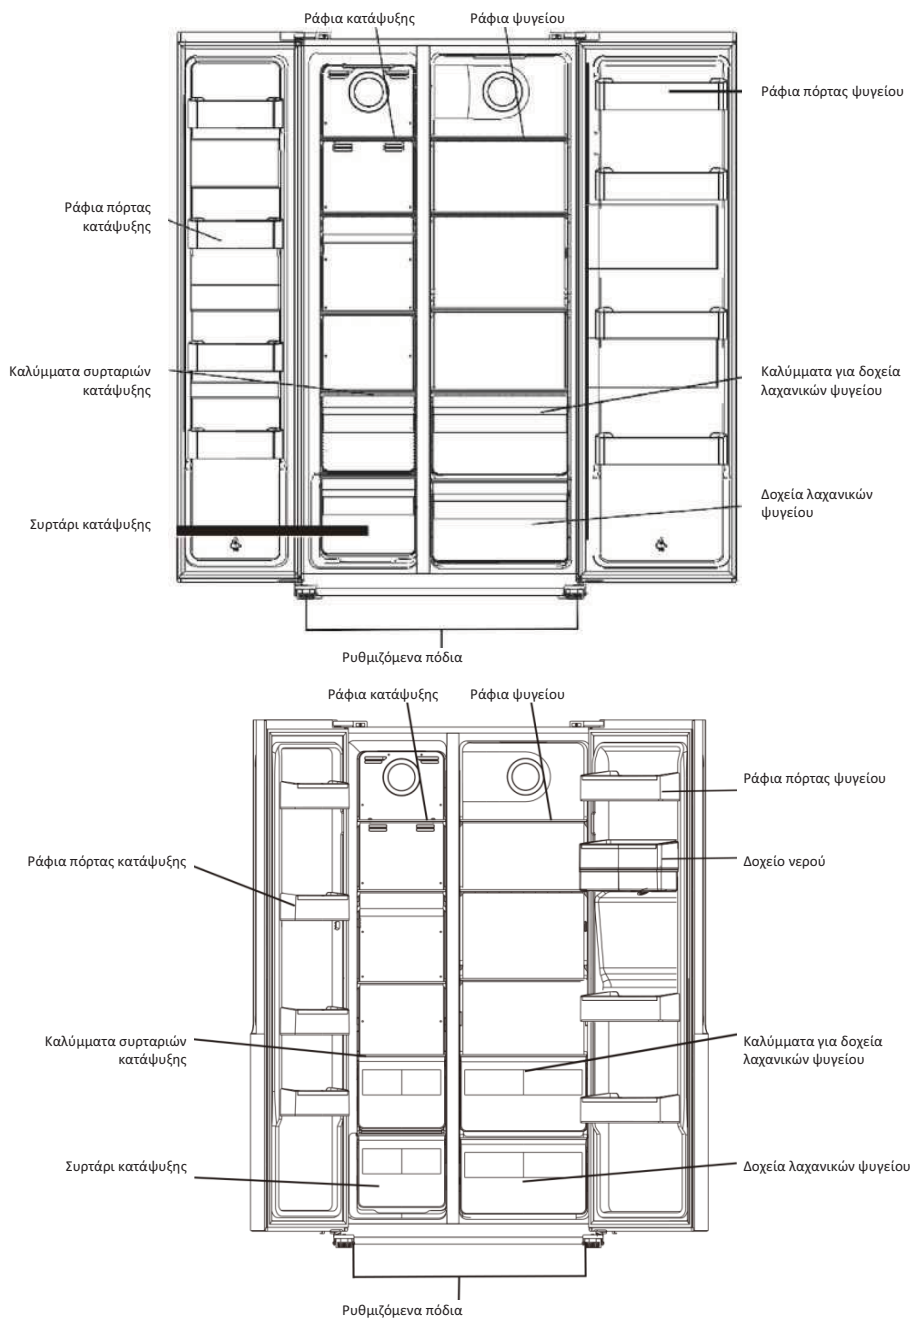 Ράφια κατάψυξης
Ράφια ψυγείου
Ράφια πόρτας ψυγείου
Ράφια πόρτας
κατάψυξης
Καλύμματα συρταριών
κατάψυξης
Καλύμματα για δοχεία
λαχανικών ψυγείου
Συρτάρι κατάψυξης
Δοχεία λαχανικών
ψυγείου
Ρυθμιζόμενα πόδια
Ράφια κατάψυξης
Ράφια ψυγείου
Ράφια πόρτας ψυγείου
Ράφια πόρτας κατάψυξης
Δοχείο νερού
Καλύμματα συρταριών
κατάψυξης
Καλύμματα για δοχεία
λαχανικών ψυγείου
Συρτάρι κατάψυξης
Δοχεία λαχανικών ψυγείου
Ρυθμιζόμενα πόδια